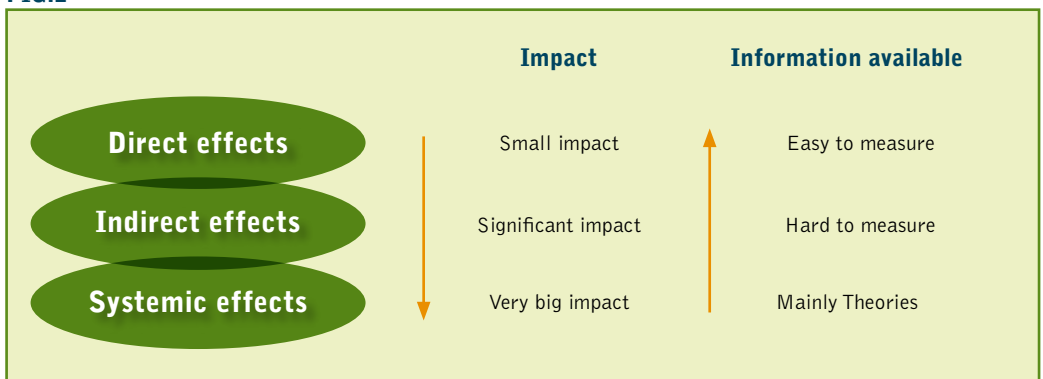 Impact Information available
Direct effects Small impact Easy to measure
Indirect effects Significant impact Hard to measure
Systemic effects Very big impact Mainly Theories